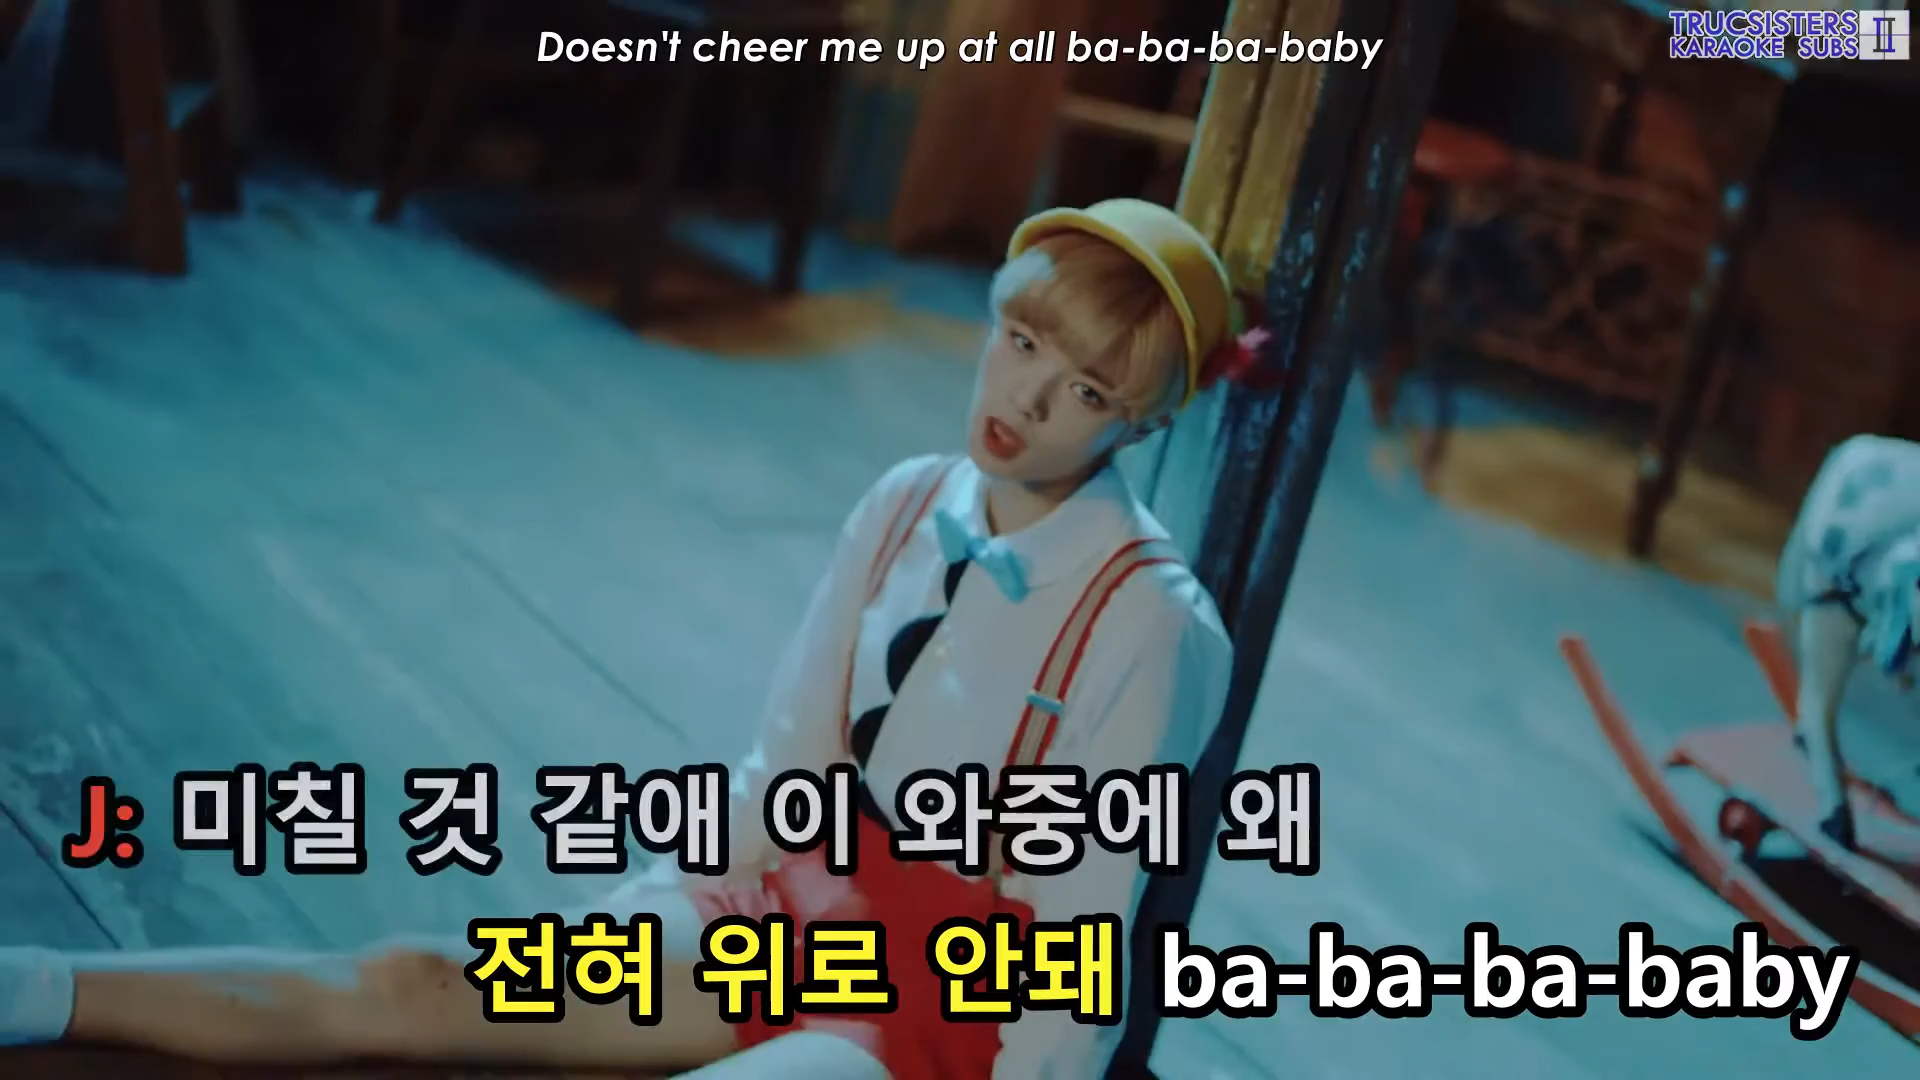 Doesn't cheer me up at all ba-ba-ba-baby
TRUCSISTERS
KARAOKE SUBS II
J: 미칠 것 같애 이 와중에 왜
전혀 위로 안돼 ba-ba-ba-baby